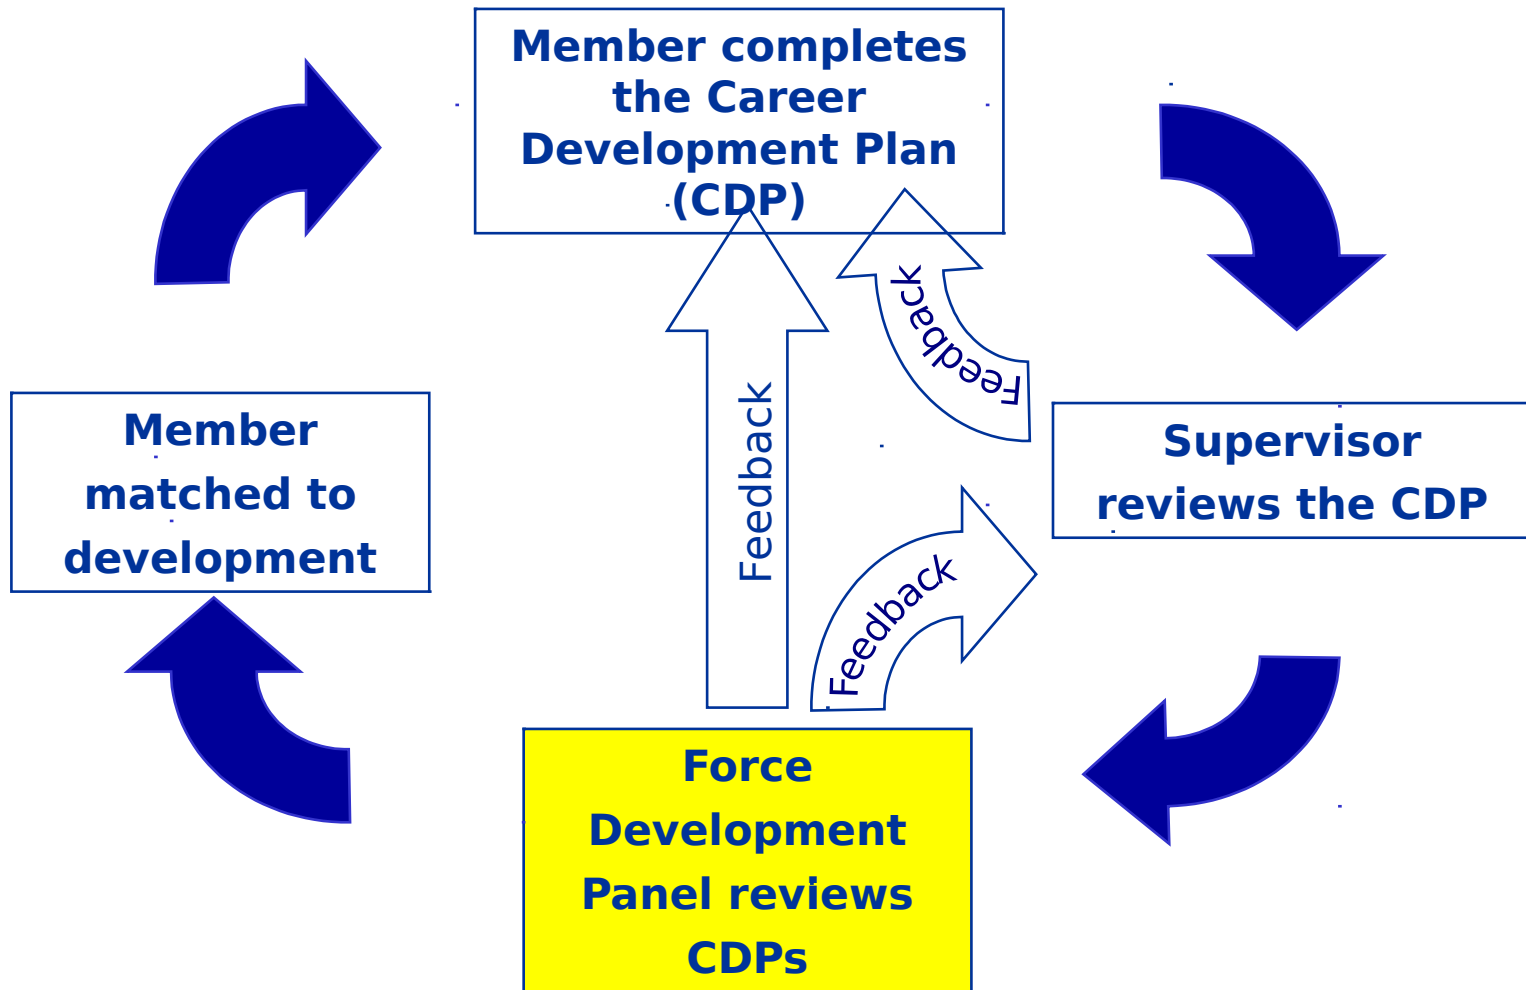 Member completes
the Career
Development Plan
(CDP)
Feedback
Feedback
Member
matched to
development
Supervisor
reviews the CDP
Feedback
Force
Development
Panel reviews
CDPs